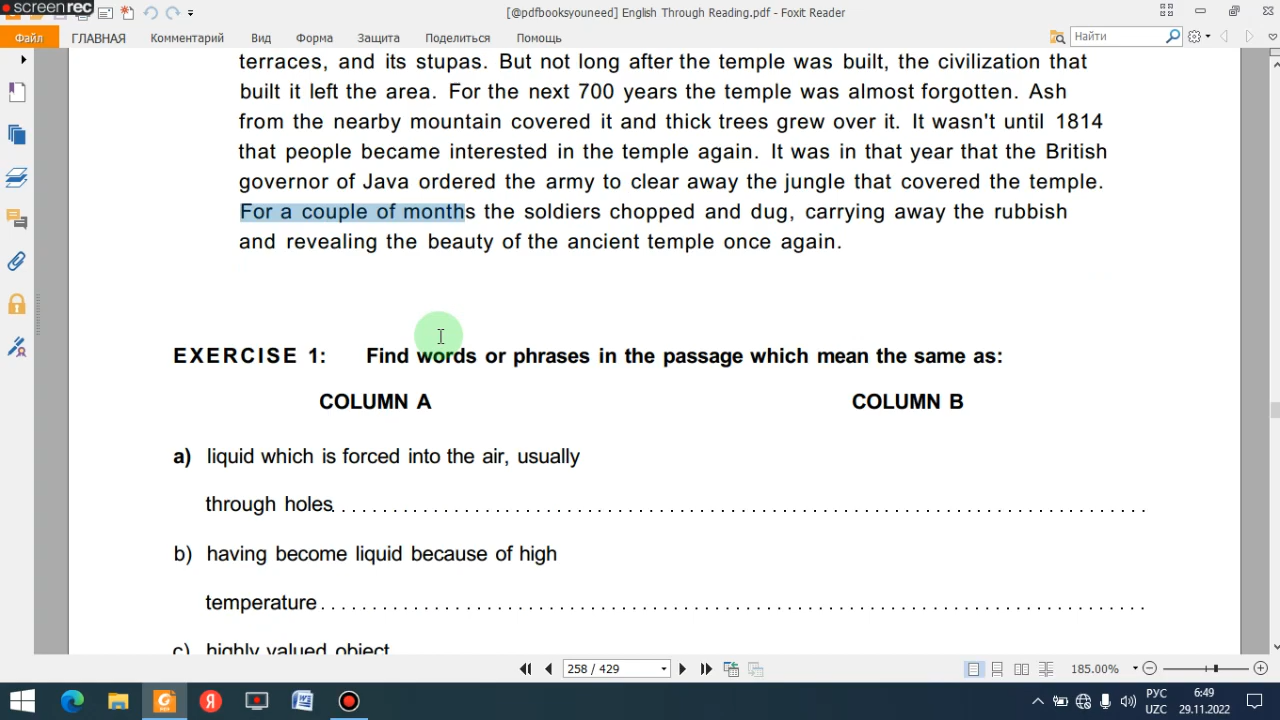 SCREENREC
[@pdfbooksyouneed] English Through Reading.pdf - Foxit Reader
Файл ГЛАВНАЯ Комментарий Вид Форма Защита Поделиться Помощь Найти
terraces, and its stupas. But not long after the temple was built, the civilization that
built it left the area. For the next 700 years the temple was almost forgotten. Ash
from the nearby mountain covered it and thick trees grew over it. It wasn't until 1814
that people became interested in the temple again. It was in that year that the British
governor of Java ordered the army to clear away the jungle that covered the temple.
For a couple of months the soldiers chopped and dug, carrying away the rubbish
and revealing the beauty of the ancient temple once again.
EXERCISE 1: Find words or phrases in the passage which mean the same as:
COLUMN A COLUMN B
a) liquid which is forced into the air, usually
through holes. . . . . . . . . . . . . . . . . . . . . . . . . . . . . . . . . . . . . . . . . . . . . . . . . . . . . . . . . . . . . . . .
b) having become liquid because of high
temperature. . . . . . . . . . . . . . . . . . . . . . . . . . . . . . . . . . . . . . . . . . . . . . . . . . . . . . . . . . . . . . . . .
c) highly valued object
258 / 429 185.00%
РУС 6:49
UZC 29.11.2022